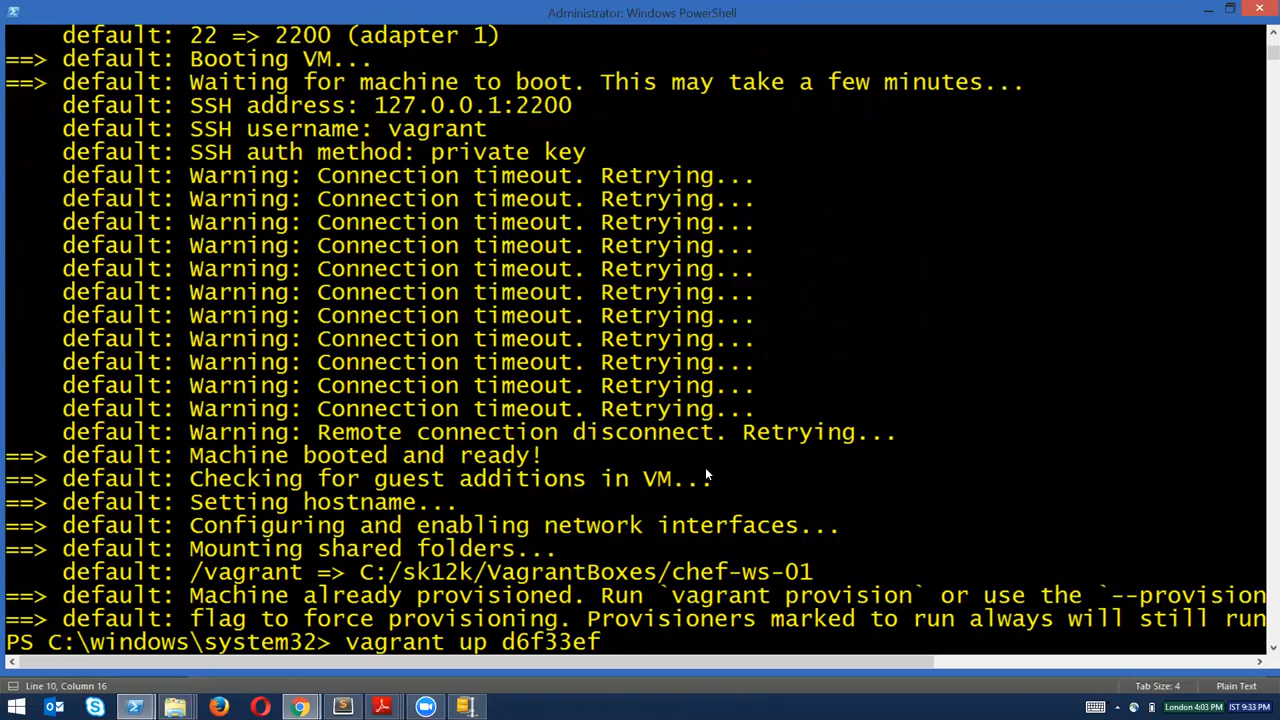 Administrator: Windows PowerShell
default: 22 => 2200 (adapter 1)
==> default: Booting VM...
==> default: Waiting for machine to boot. This may take a few minutes...
default: SSH address: 127.0.0.1:2200
default: SSH username: vagrant
default: SSH auth method: private key
default: Warning: Connection timeout. Retrying...
default: Warning: Connection timeout. Retrying...
default: Warning: Connection timeout. Retrying...
default: Warning: Connection timeout. Retrying...
default: Warning: Connection timeout. Retrying...
default: Warning: Connection timeout. Retrying...
default: Warning: Connection timeout. Retrying...
default: Warning: Connection timeout. Retrying...
default: Warning: Connection timeout. Retrying...
default: Warning: Connection timeout. Retrying...
default: Warning: Connection timeout. Retrying...
default: Warning: Remote connection disconnect. Retrying...
==> default: Machine booted and ready!
==> default: Checking for guest additions in VM...
==> default: Setting hostname...
==> default: Configuring and enabling network interfaces...
==> default: Mounting shared folders...
default: /vagrant => C:/sk12k/VagrantBoxes/chef-ws-01
==> default: Machine already provisioned. Run `vagrant provision` or use the `--provision
==> default: flag to force provisioning. Provisioners marked to run always will still run
PS C:\windows\system32> vagrant up d6f33ef
Line 10, Column 16
Tab Size: 4
Plain Text
London 4:03 PM
IST 9:33 PM